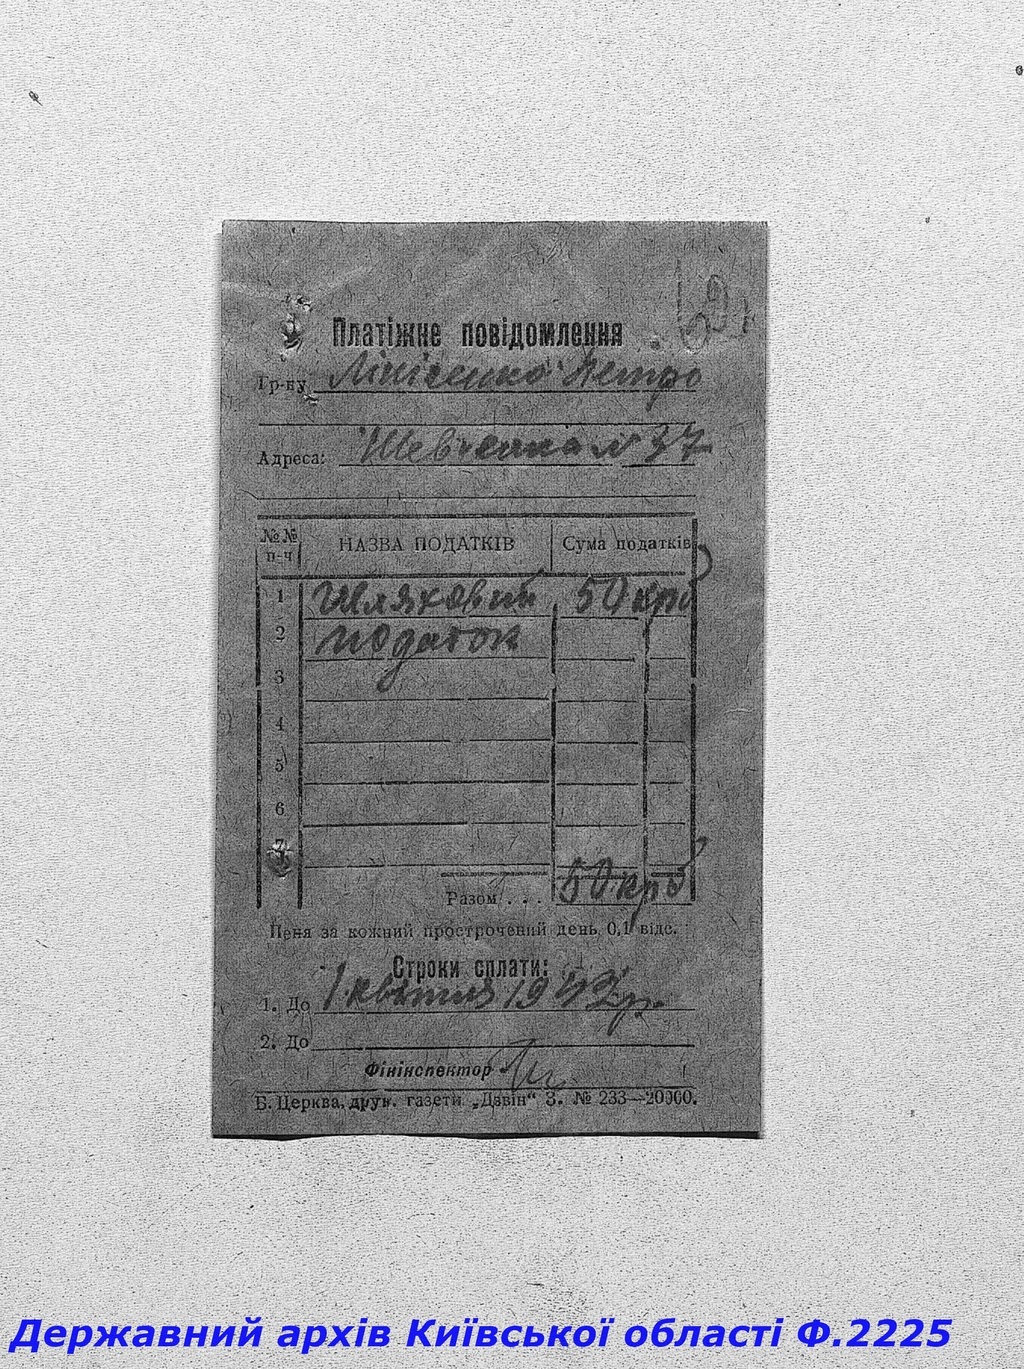 Платіжне повідомлення
Гр-ну Петро
Адреса: Шевченка № 37
№№ п-ч НАЗВА ПОДАТКІВ Сума податків
1 Шляховий 50 крб
2 податок
3
4
5
6
7
Разом . . . 50 крб
Пеня за кожний прострочений день 0,1 відс.
Строки сплати:
1. До 1 квітня 1943 р.
2. До
Фінінспектор
Б. Церква, друк. газети „Дзвін" З. № 233—20000.
Державний архів Київської області Ф.2225